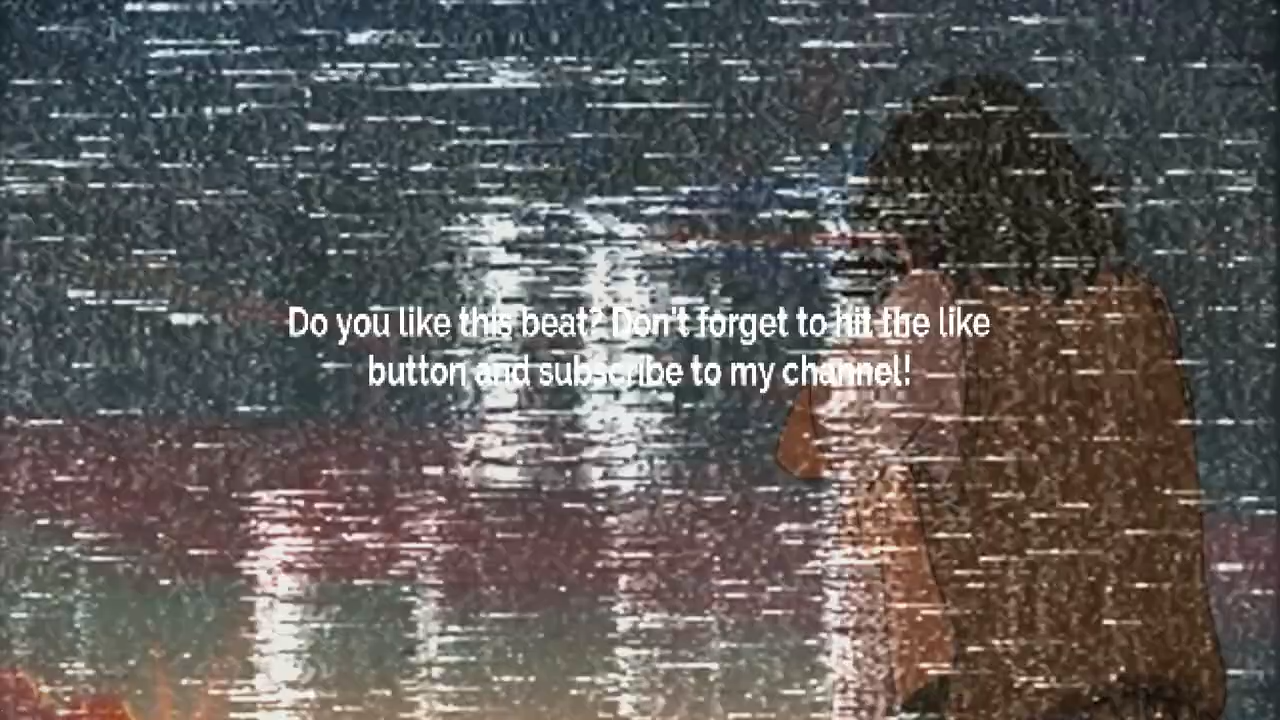 Do you like this beat? Don't forget to hit the like
button and subscribe to my channel!